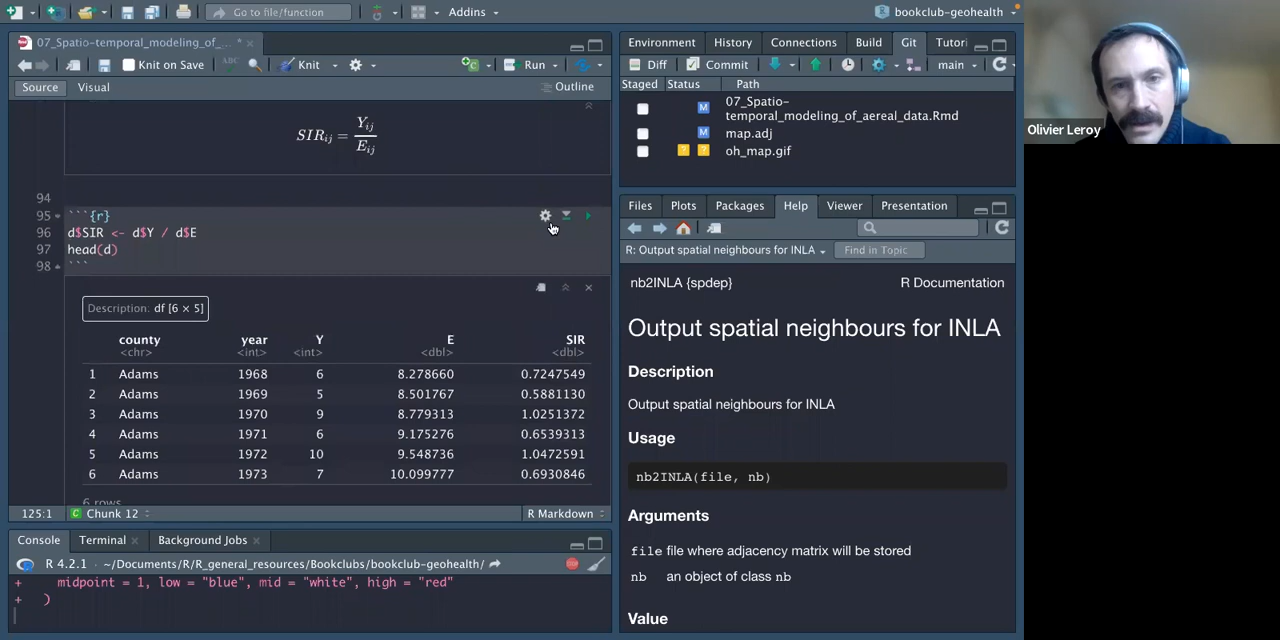 Go to file/function
Addins
bookclub-geohealth
07_Spatio-temporal_modeling_of_... *
Knit on Save
ABC
Knit
Run
Source
Visual
Outline
SIRij = Yij / Eij
94
95 ```{r}
96 d$SIR <- d$Y / d$E
97 head(d)
98 ```
Description: df [6 × 5]
county year Y E SIR
<chr> <int> <int> <dbl> <dbl>
1 Adams 1968 6 8.278660 0.7247549
2 Adams 1969 5 8.501767 0.5881130
3 Adams 1970 9 8.779313 1.0251372
4 Adams 1971 6 9.175276 0.6539313
5 Adams 1972 10 9.548736 1.0472591
6 Adams 1973 7 10.099777 0.6930846
6 rows
125:1 Chunk 12 R Markdown
Console Terminal Background Jobs
R 4.2.1 · ~/Documents/R/R_general_resources/Bookclubs/bookclub-geohealth/
+ midpoint = 1, low = "blue", mid = "white", high = "red"
+ )
Environment History Connections Build Git Tutori
Diff Commit main
Staged Status Path
M 07_Spatio-
temporal_modeling_of_aereal_data.Rmd
M map.adj
? ? oh_map.gif
Files Plots Packages Help Viewer Presentation
R: Output spatial neighbours for INLA
Find in Topic
nb2INLA {spdep} R Documentation
Output spatial neighbours for INLA
Description
Output spatial neighbours for INLA
Usage
nb2INLA(file, nb)
Arguments
file file where adjacency matrix will be stored
nb an object of class nb
Value
Olivier Leroy